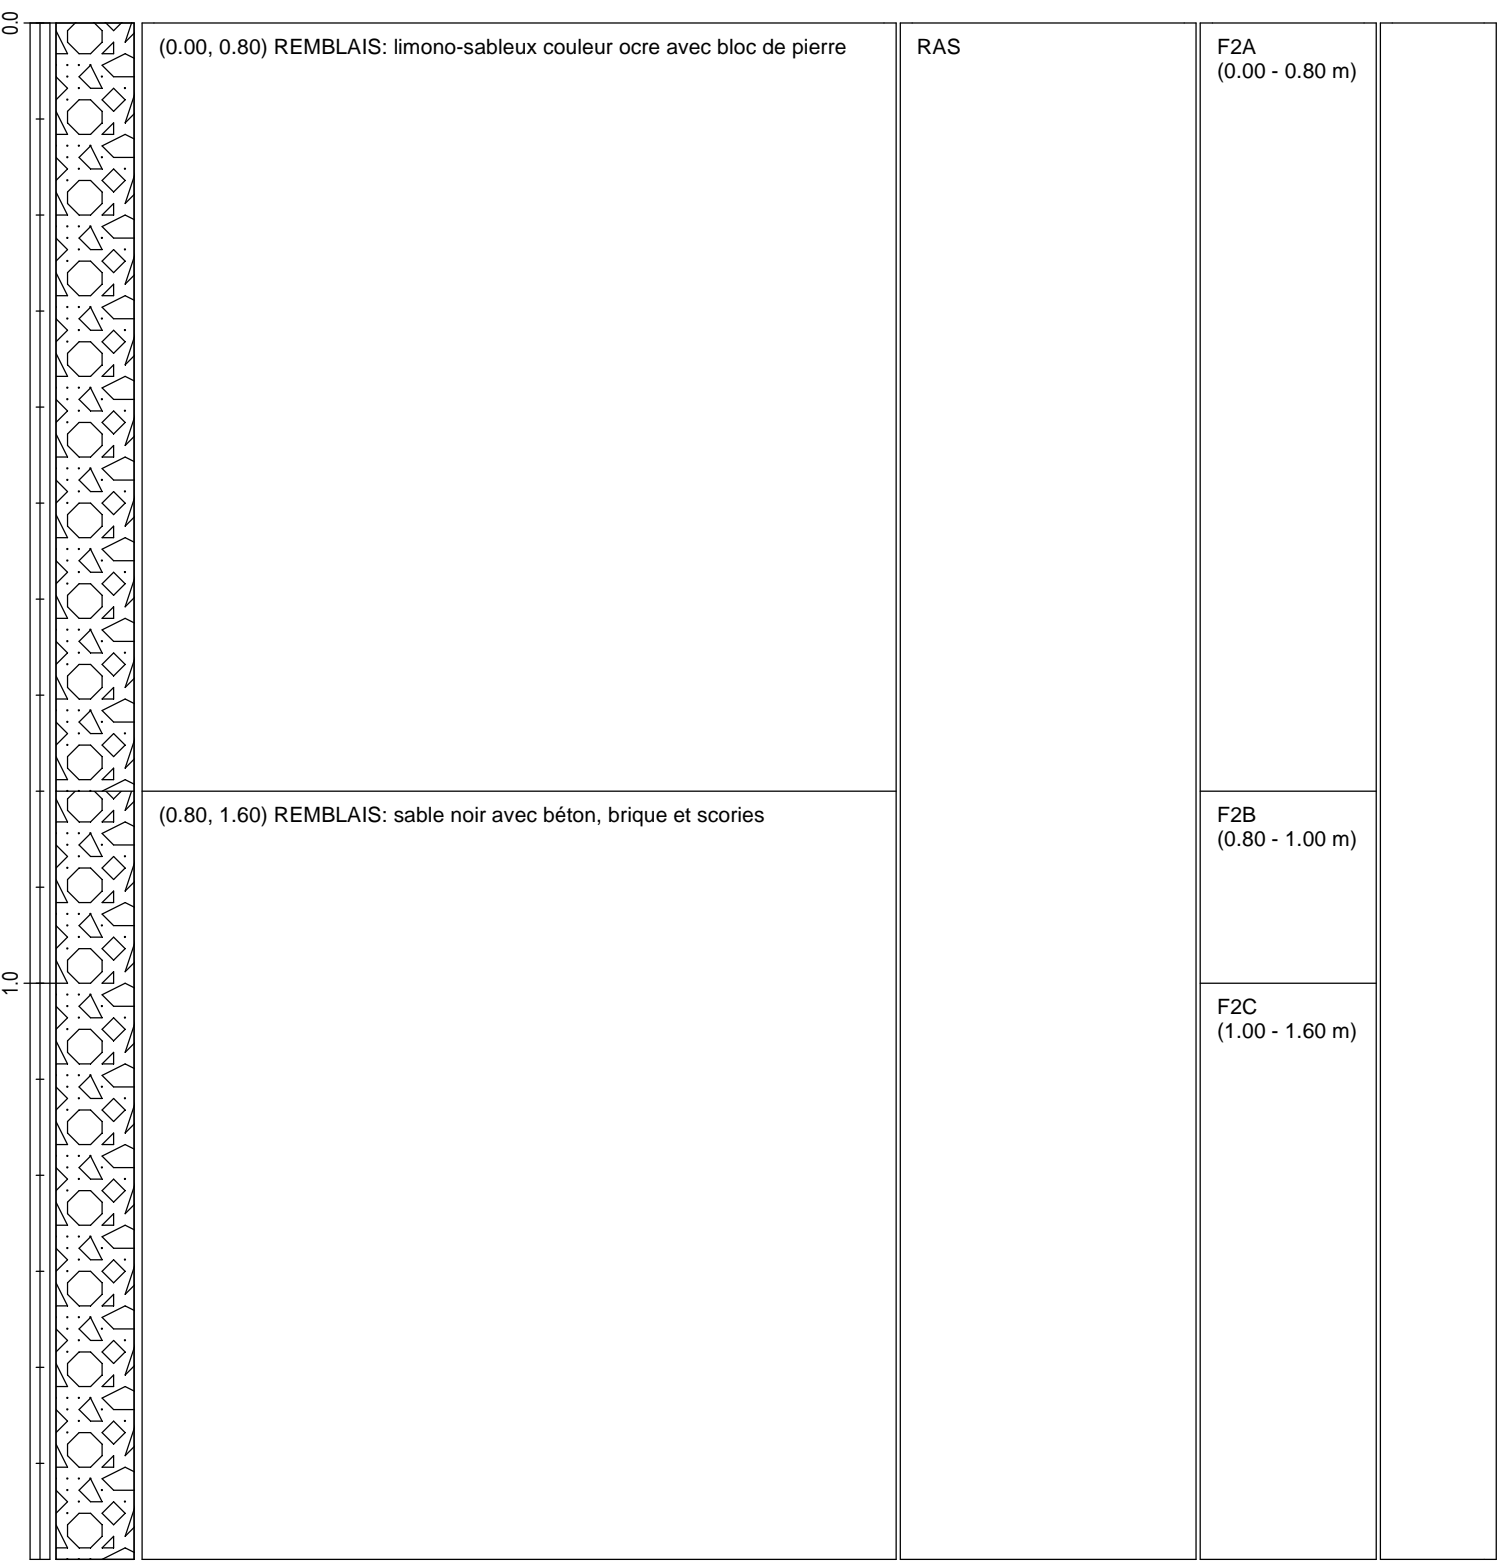 0.0
(0.00, 0.80) REMBLAIS: limono-sableux couleur ocre avec bloc de pierre
RAS
F2A
(0.00 - 0.80 m)
(0.80, 1.60) REMBLAIS: sable noir avec béton, brique et scories
F2B
(0.80 - 1.00 m)
1.0
F2C
(1.00 - 1.60 m)